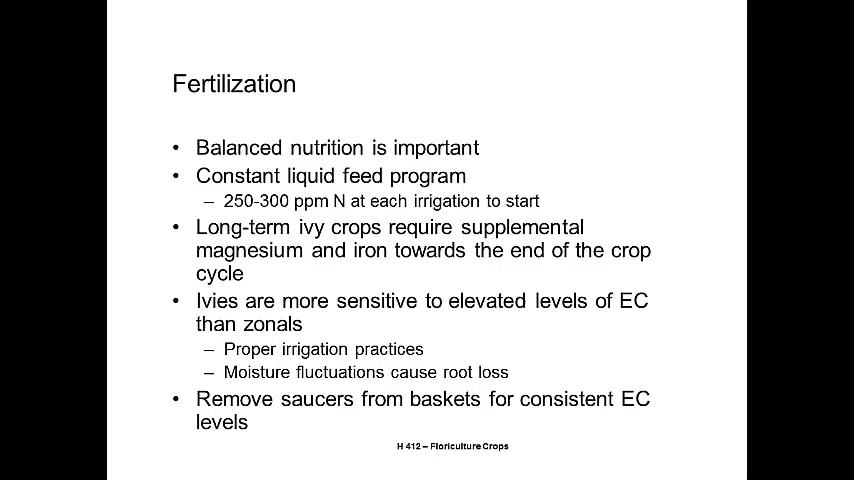 Fertilization
• Balanced nutrition is important
• Constant liquid feed program
– 250-300 ppm N at each irrigation to start
• Long-term ivy crops require supplemental
magnesium and iron towards the end of the crop
cycle
• Ivies are more sensitive to elevated levels of EC
than zonals
– Proper irrigation practices
– Moisture fluctuations cause root loss
• Remove saucers from baskets for consistent EC
levels
H 412 – Floriculture Crops